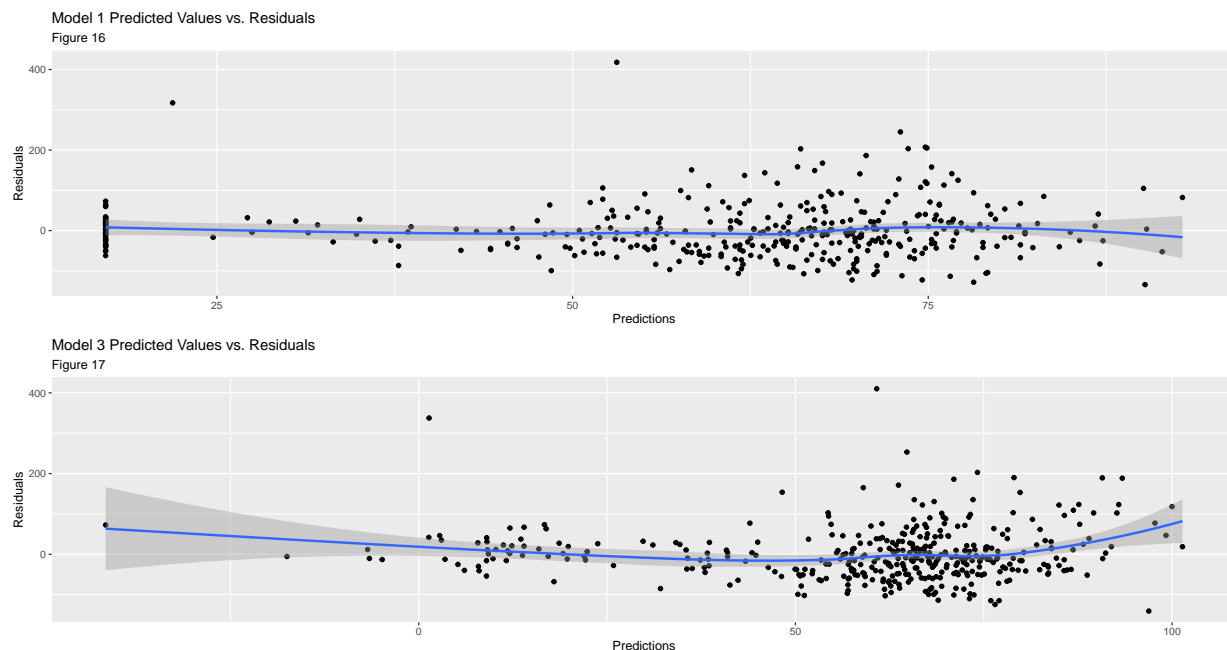 Model 1 Predicted Values vs. Residuals
Figure 16
400
200
0
Residuals
25
50
75
Predictions
Model 3 Predicted Values vs. Residuals
Figure 17
400
200
0
Residuals
0
50
100
Predictions